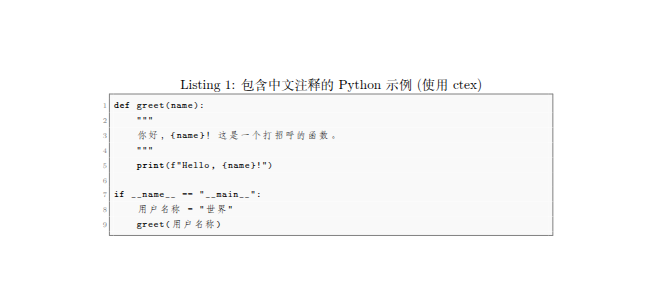 Listing 1: 包含中文注释的 Python 示例 (使用 ctex)
1 def greet(name):
2     """
3     你好，{name}! 这是一个打招呼的函数。
4     """
5     print(f"Hello, {name}!")
6
7 if __name__ == "__main__":
8     用户名称 = "世界"
9     greet(用户名称)